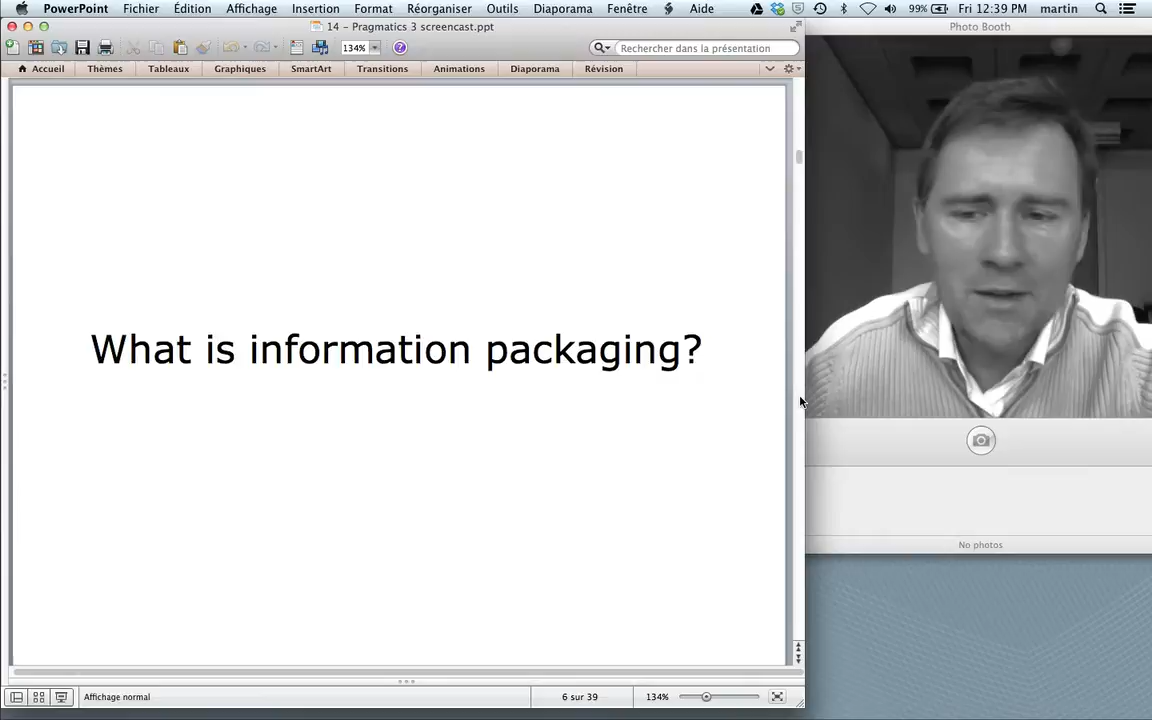 PowerPoint Fichier Édition Affichage Insertion Format Réorganiser Outils Diaporama Fenêtre Aide 99% Fri 12:39 PM martin
14 – Pragmatics 3 screencast.ppt
Photo Booth
134% Rechercher dans la présentation
Accueil Thèmes Tableaux Graphiques SmartArt Transitions Animations Diaporama Révision
What is information packaging?
No photos
Affichage normal 6 sur 39 134%